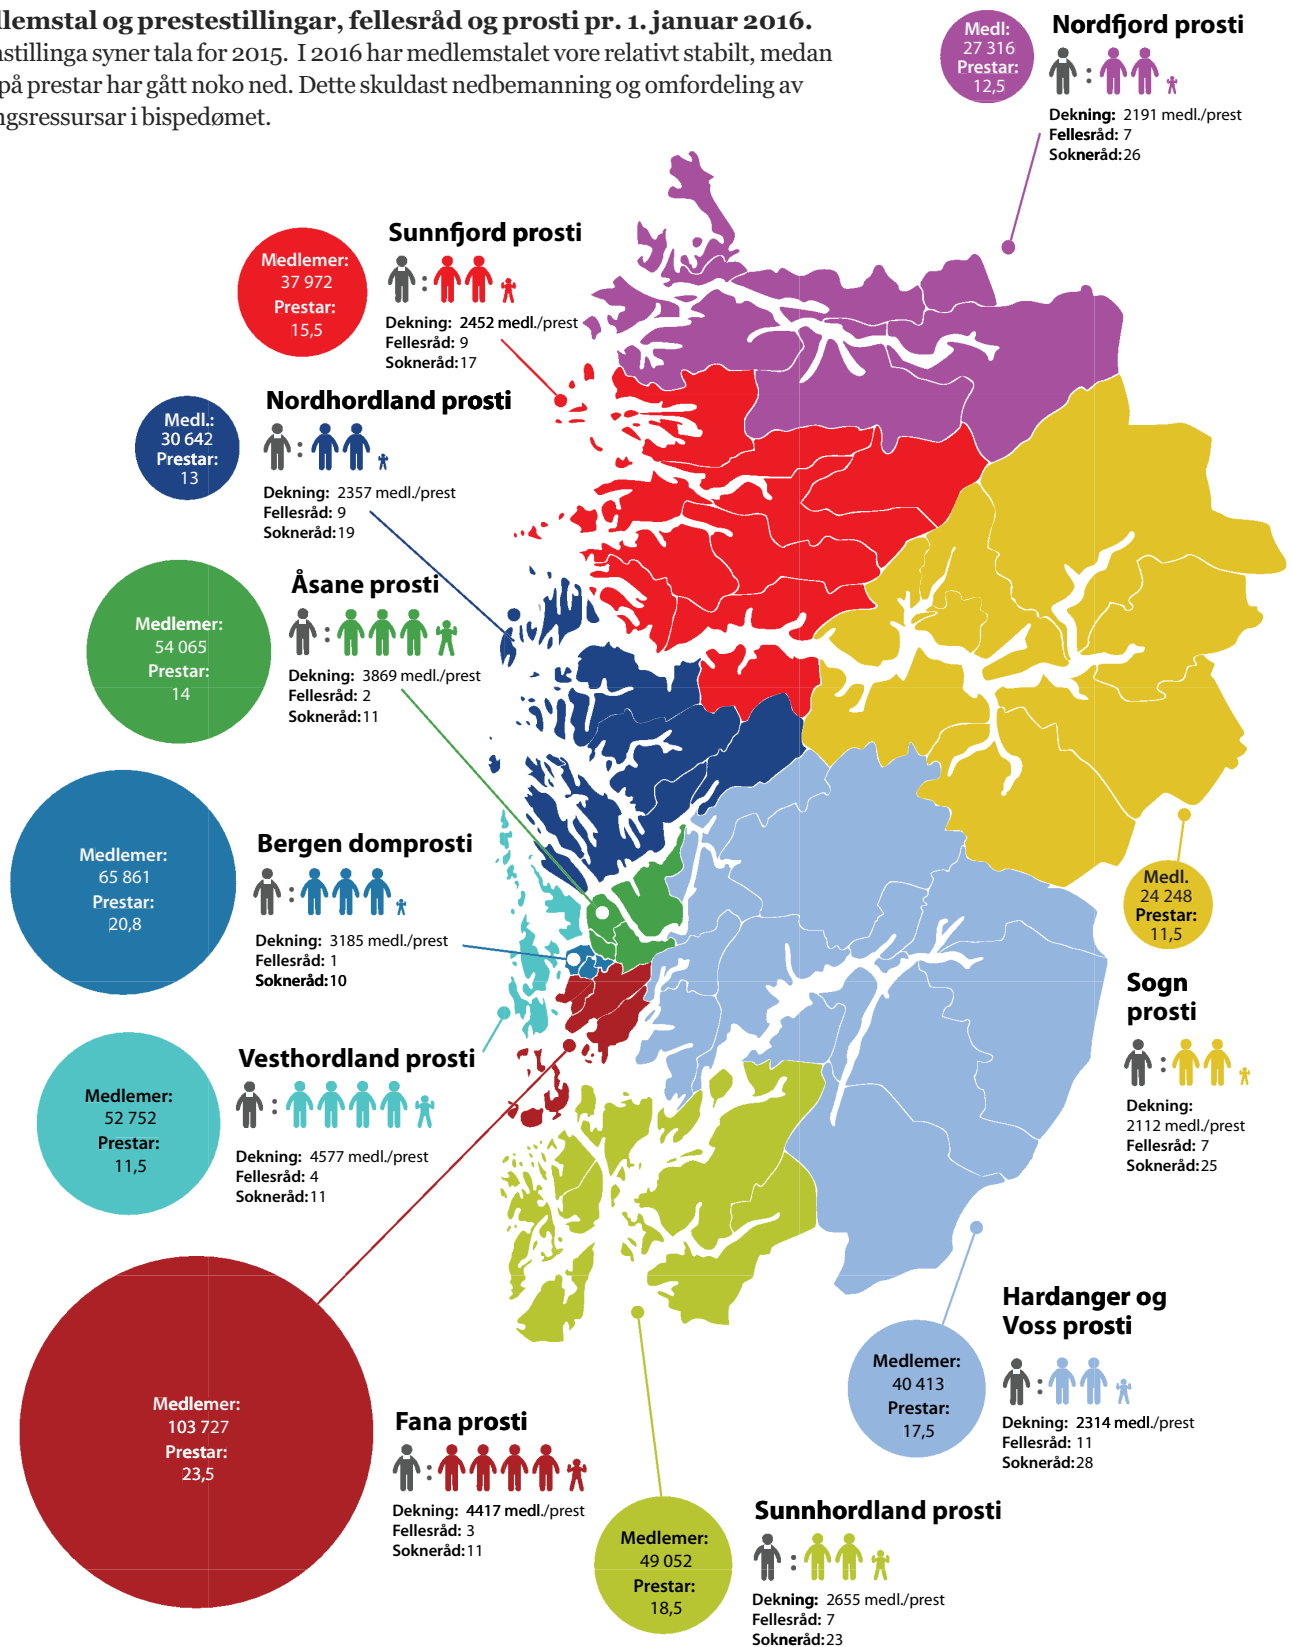 llemstal og prestestillingar, fellesråd og prosti pr. 1. januar 2016.
nstillinga syner tala for 2015. I 2016 har medlemstalet vore relativt stabilt, medan
på prestar har gått noko ned. Dette skuldast nedbemanning og omfordeling av
ngsressursar i bispedømet.
Nordfjord prosti
Medl:
27 316
Prestar:
12,5
Dekning: 2191 medl/prest
Fellesråd: 7
Sokneråd:26
Sunnfjord prosti
Medlemer:
37 972
Prestar:
15,5
Dekning: 2452 medl./prest
Fellesråd: 9
Sokneråd:17
Nordhordland prosti
Medl.:
30 642
Prestar:
13
Dekning: 2357 medl./prest
Fellesråd: 9
Sokneråd:19
Åsane prosti
Medlemer:
54 065
Prestar:
14
Dekning: 3869 medl./prest
Fellesråd: 2
Sokneråd:11
Bergen domprosti
Medlemer:
65 861
Prestar:
20,8
Dekning: 3185 medl./prest
Fellesråd: 1
Sokneråd:10
Medl.
24 248
Prestar:
11,5
Sogn
prosti
Dekning:
2112 medl./prest
Fellesråd: 7
Sokneråd:25
Vesthordland prosti
Medlemer:
52 752
Prestar:
11,5
Dekning: 4577 medl./prest
Fellesråd: 4
Sokneråd:11
Hardanger og
Voss prosti
Medlemer:
40 413
Prestar:
17,5
Dekning: 2314 medl./prest
Fellesråd: 11
Sokneråd:28
Medlemer:
103 727
Prestar:
23,5
Fana prosti
Dekning: 4417 medl./prest
Fellesråd: 3
Sokneråd:11
Sunnhordland prosti
Medlemer:
49 052
Prestar:
18,5
Dekning: 2655 medl./prest
Fellesråd: 7
Sokneråd:23